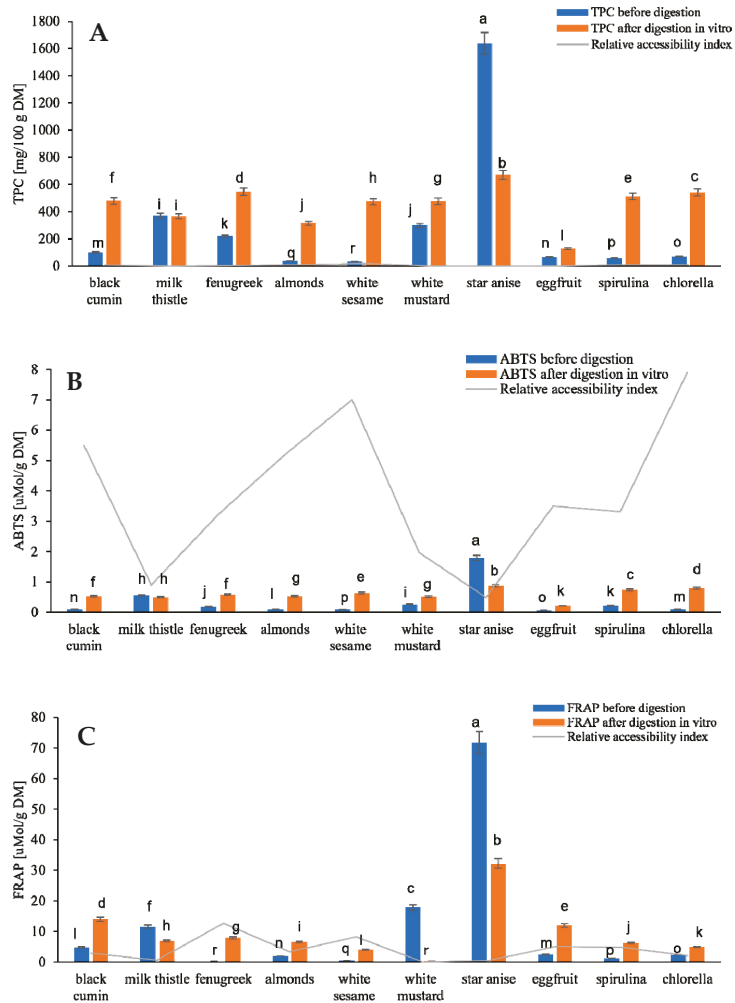 A
TPC before digestion
TPC after digestion in vitro
Relative accessibility index
TPC [mg/100 g DM]
1800
1600
1400
1200
1000
800
600
400
200
0
m f i i k d q j r h j g a b n l p e o c
black cumin
milk thistle
fenugreek
almonds
white sesame
white mustard
star anise
eggfruit
spirulina
chlorella
B
ABTS before digestion
ABTS after digestion in vitro
Relative accessibility index
ABTS [uMol/g DM]
8
7
6
5
4
3
2
1
0
n f h h j f l g p e i g a b o k k c m d
black cumin
milk thistle
fenugreek
almonds
white sesame
white mustard
star anise
eggfruit
spirulina
chlorella
C
FRAP before digestion
FRAP after digestion in vitro
Relative accessibility index
FRAP [uMol/g DM]
80
70
60
50
40
30
20
10
0
l d f h r g n i q l c r a b m e p j o k
black cumin
milk thistle
fenugreek
almonds
white sesame
white mustard
star anise
eggfruit
spirulina
chlorella